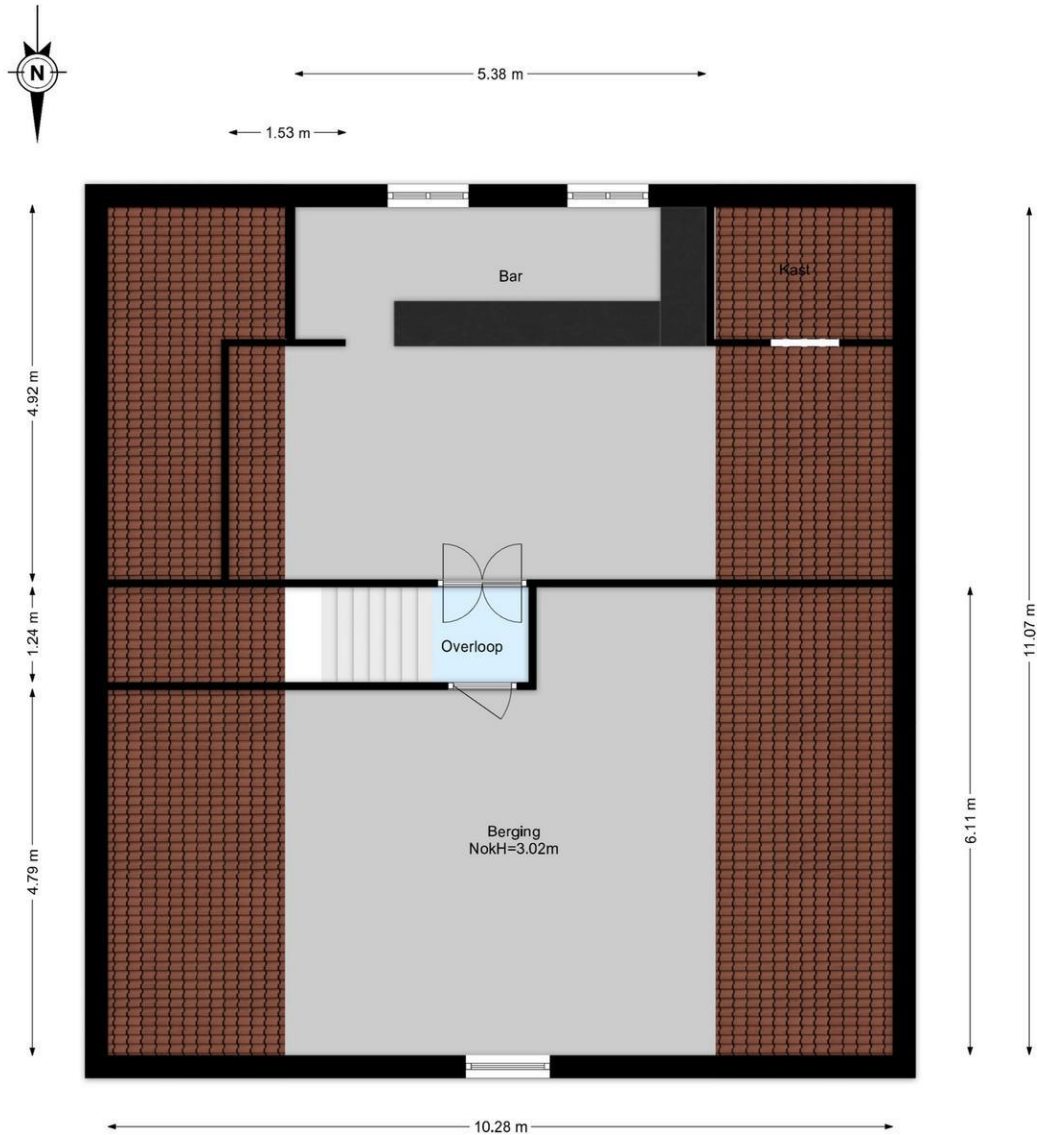 N
5.38 m
1.53 m
Bar
Kast
4.92 m
1.24 m
Overloop
11.07 m
Berging
NokH=3.02m
4.79 m
6.11 m
10.28 m